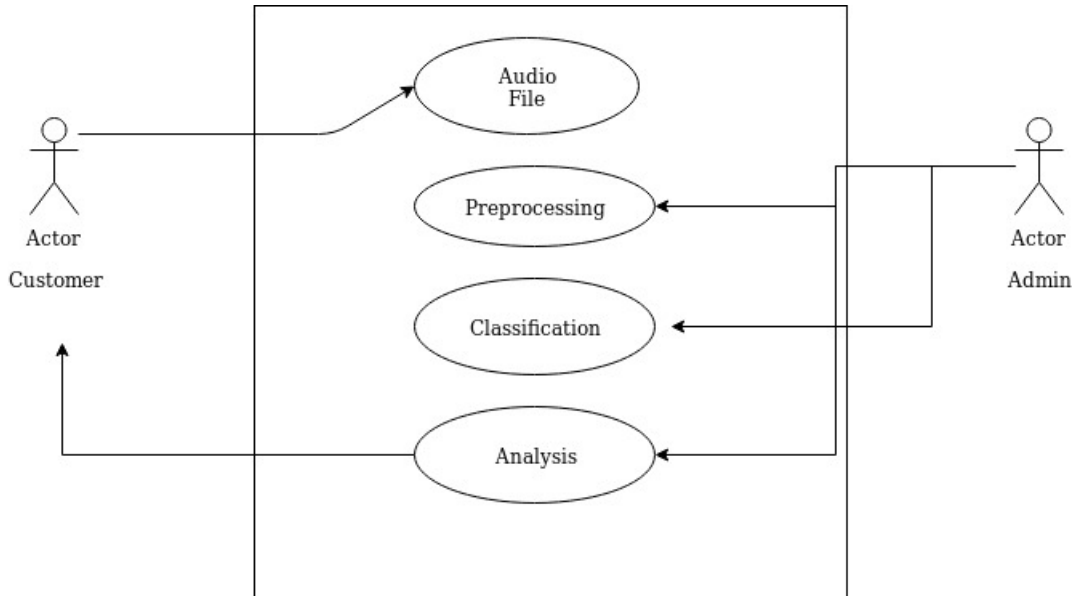 Audio
File
Preprocessing
Actor
Customer
Actor
Admin
Classification
Analysis